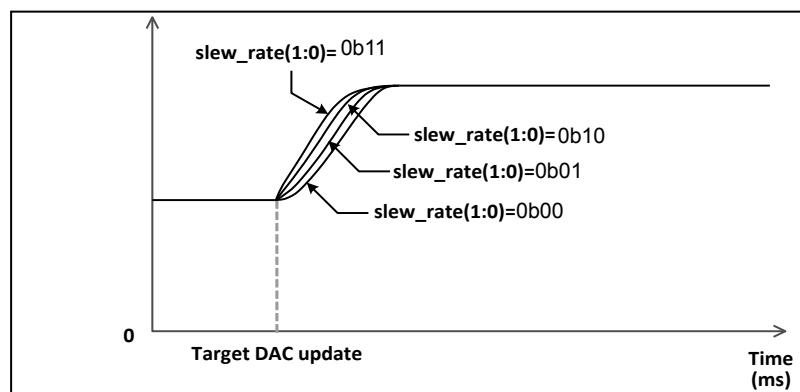 slew_rate(1:0)= 0b11
slew_rate(1:0)=0b10
slew_rate(1:0)=0b01
slew_rate(1:0)=0b00
0
Target DAC update
Time
(ms)